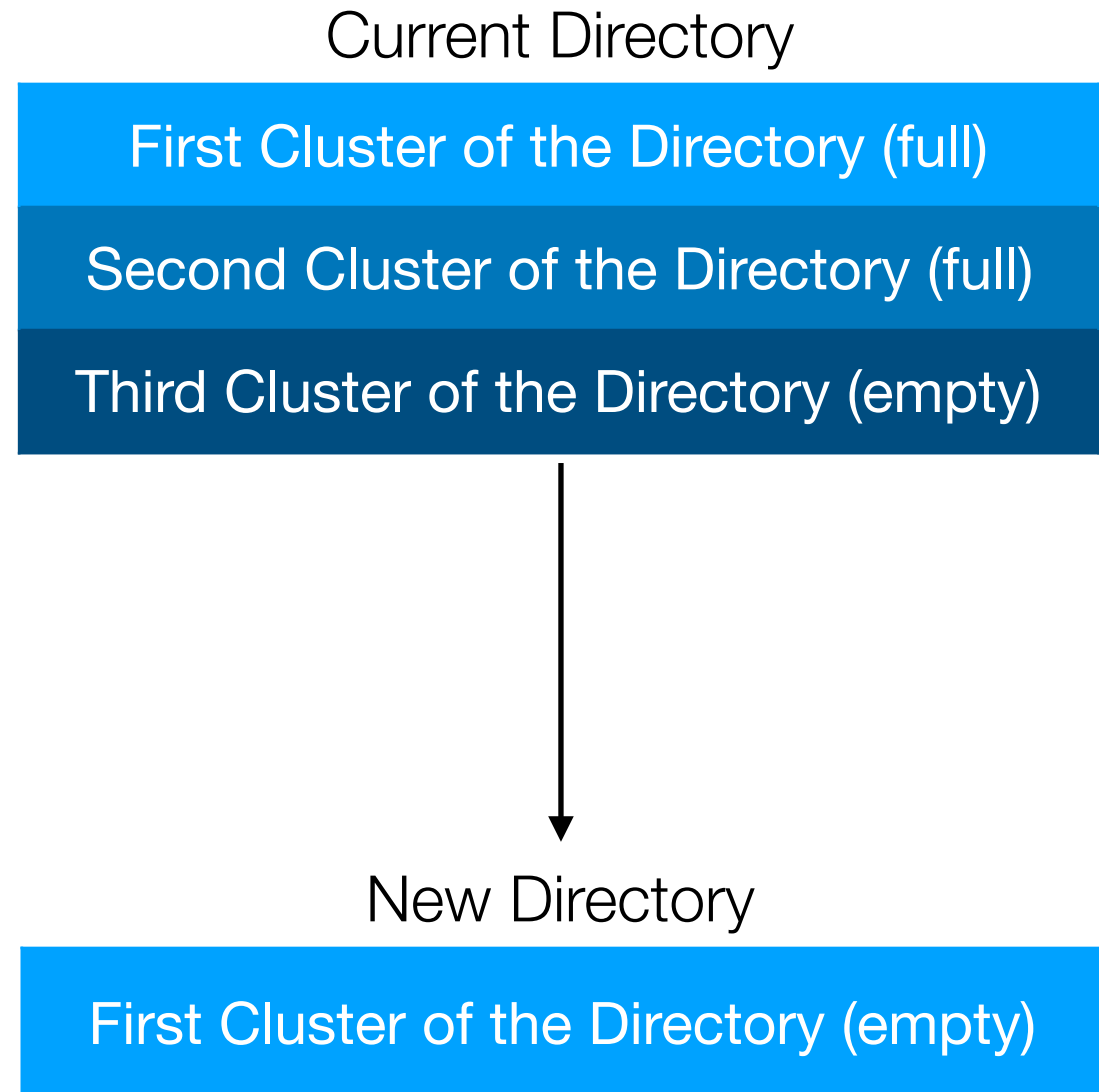 Current Directory
First Cluster of the Directory (full)
Second Cluster of the Directory (full)
Third Cluster of the Directory (empty)
New Directory
First Cluster of the Directory (empty)